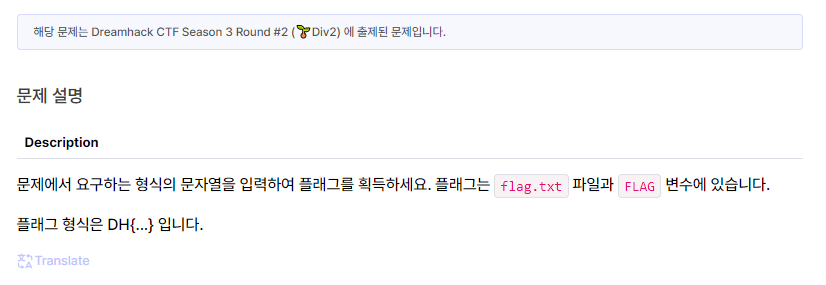 해당 문제는 Dreamhack CTF Season 3 Round #2 (🌱Div2) 에 출제된 문제입니다.
문제 설명
Description
문제에서 요구하는 형식의 문자열을 입력하여 플래그를 획득하세요. 플래그는 flag.txt 파일과 FLAG 변수에 있습니다.
플래그 형식은 DH{...} 입니다.
Translate